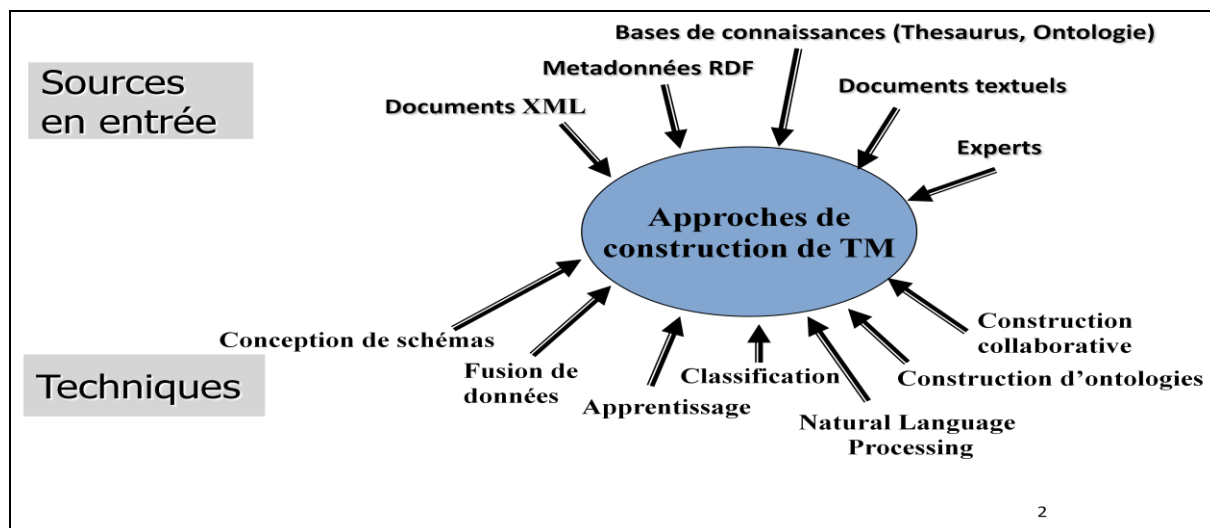 Bases de connaissances (Thesaurus, Ontologie)
Sources
en entrée
Metadonnées RDF
Documents textuels
Documents XML
Experts
Approches de
construction de TM
Conception de schémas
Construction
collaborative
Techniques
Fusion de
données
Classification
Construction d’ontologies
Apprentissage
Natural Language
Processing
2